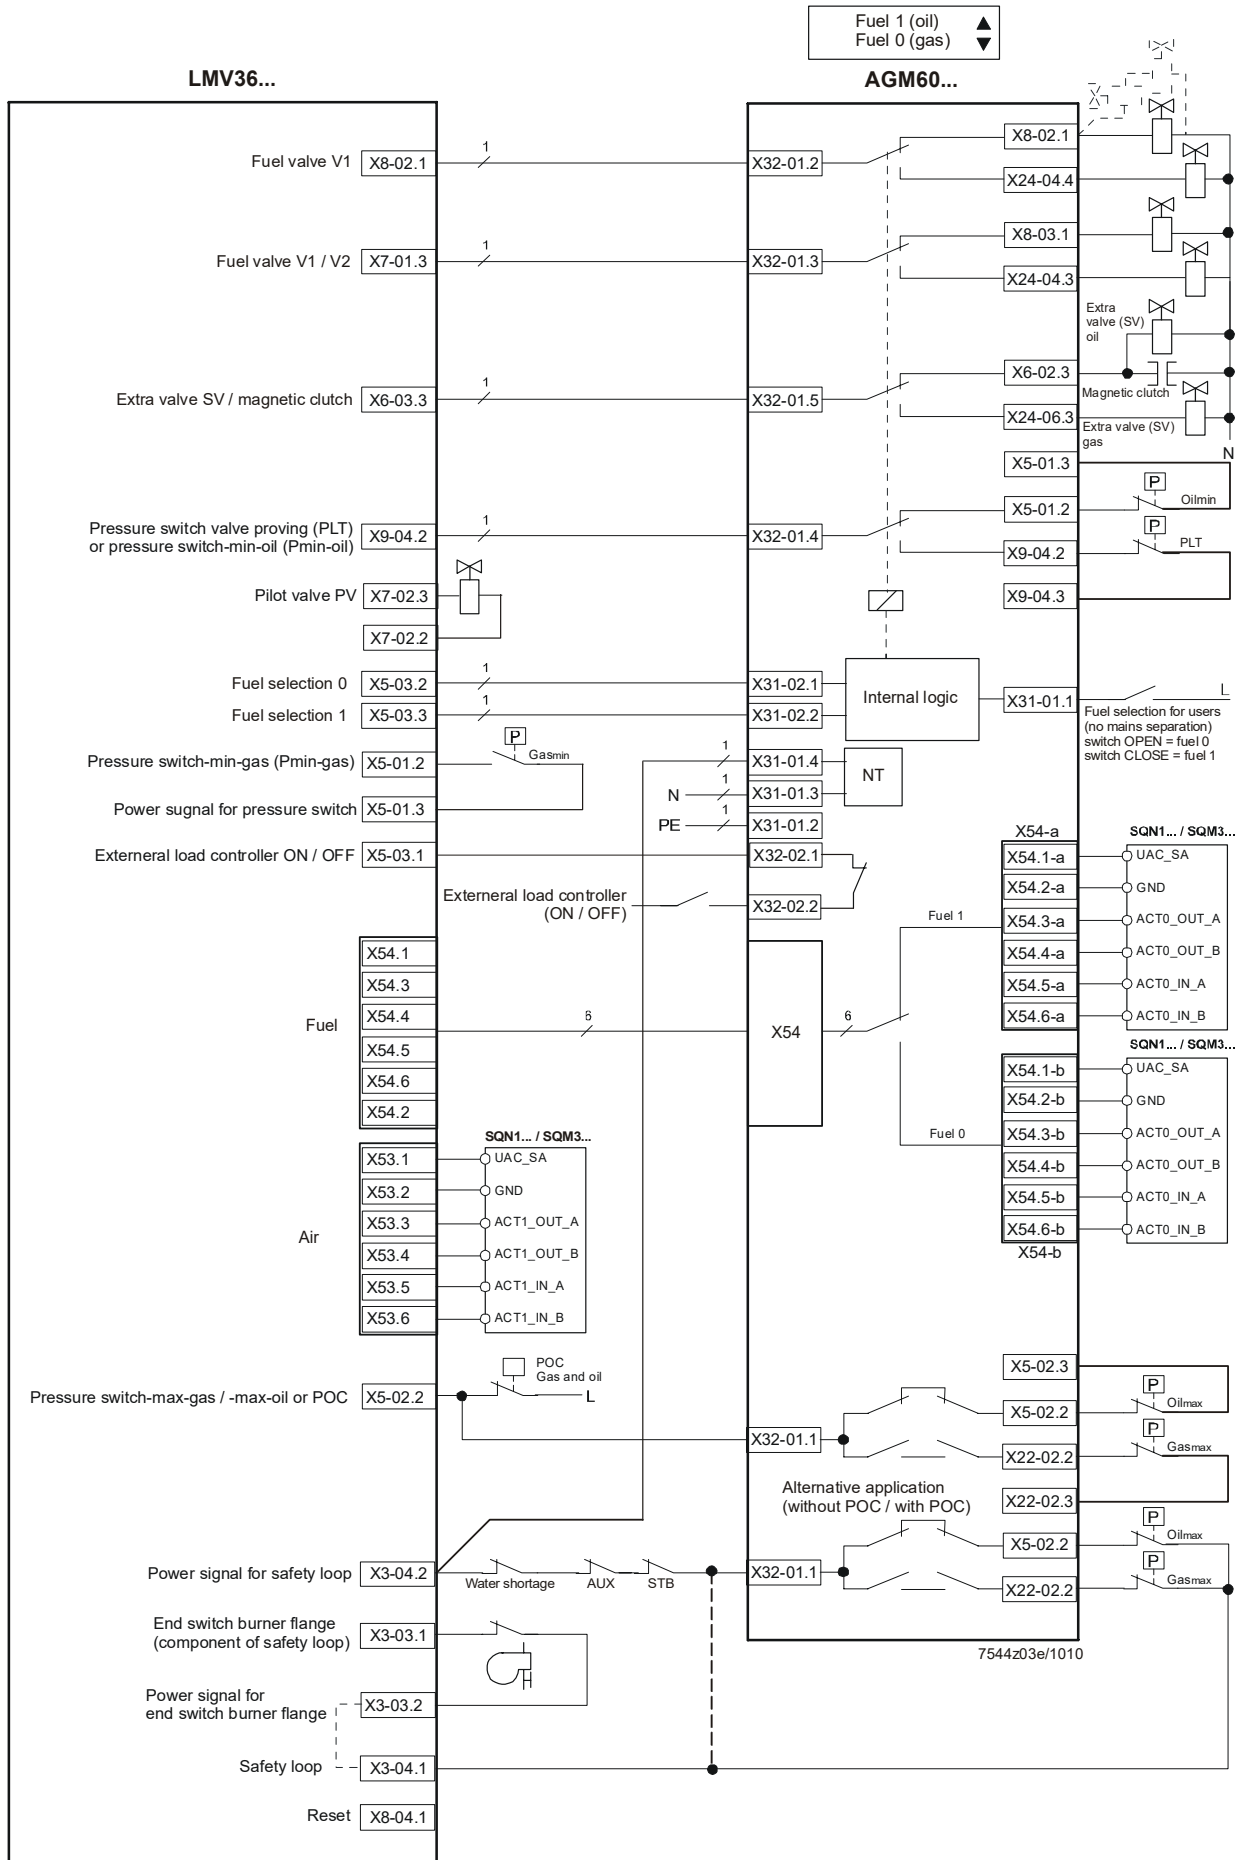 Fuel 1 (oil) ▲
Fuel 0 (gas) ▼
LMV36...
AGM60...
Fuel valve V1
X8-02.1
1
X32-01.2
X8-02.1
X24-04.4
Fuel valve V1 / V2
X7-01.3
1
X32-01.3
X8-03.1
X24-04.3
Extra
valve (SV)
oil
Extra valve SV / magnetic clutch
X6-03.3
1
X32-01.5
X6-02.3
Magnetic clutch
X24-06.3
Extra valve (SV)
gas
N
X5-01.3
Pressure switch valve proving (PLT)
or pressure switch-min-oil (Pmin-oil)
X9-04.2
1
X32-01.4
X5-01.2
P
Oilmin
X9-04.2
P
PLT
X9-04.3
Pilot valve PV
X7-02.3
X7-02.2
Fuel selection 0
X5-03.2
1
X31-02.1
Fuel selection 1
X5-03.3
1
X31-02.2
Internal logic
X31-01.1
L
Fuel selection for users
(no mains separation)
switch OPEN = fuel 0
switch CLOSE = fuel 1
Pressure switch-min-gas (Pmin-gas)
X5-01.2
P
Gasmin
1
X31-01.4
NT
Power sugnal for pressure switch
X5-01.3
N
1
X31-01.3
PE
1
X31-01.2
Externeral load controller ON / OFF
X5-03.1
X32-02.1
Externeral load controller
(ON / OFF)
X32-02.2
X54-a
SQN1... / SQM3...
X54.1-a
UAC_SA
X54.2-a
GND
X54.3-a
ACT0_OUT_A
X54.4-a
ACT0_OUT_B
X54.5-a
ACT0_IN_A
X54.6-a
ACT0_IN_B
Fuel 1
Fuel
X54.1
X54.3
X54.4
X54.5
X54.6
X54.2
6
X54
6
Fuel 0
SQN1... / SQM3...
X54.1-b
UAC_SA
X54.2-b
GND
X54.3-b
ACT0_OUT_A
X54.4-b
ACT0_OUT_B
X54.5-b
ACT0_IN_A
X54.6-b
ACT0_IN_B
X54-b
Air
SQN1... / SQM3...
X53.1
UAC_SA
X53.2
GND
X53.3
ACT1_OUT_A
X53.4
ACT1_OUT_B
X53.5
ACT1_IN_A
X53.6
ACT1_IN_B
Pressure switch-max-gas / -max-oil or POC
X5-02.2
POC
Gas and oil
L
X32-01.1
X5-02.3
X5-02.2
P
Oilmax
X22-02.2
P
Gasmax
X22-02.3
Alternative application
(without POC / with POC)
Power signal for safety loop
X3-04.2
Water shortage
AUX
STB
X32-01.1
X5-02.2
P
Oilmax
X22-02.2
P
Gasmax
End switch burner flange
(component of safety loop)
X3-03.1
7544z03e/1010
Power signal for
end switch burner flange
X3-03.2
Safety loop
X3-04.1
Reset
X8-04.1